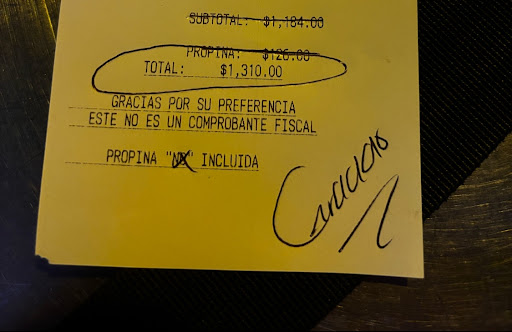 SUBTOTAL: $1,184.00
PROPINA: $126.00
TOTAL: $1,310.00
GRACIAS POR SU PREFERENCIA
ESTE NO ES UN COMPROBANTE FISCAL
PROPINA "NO" INCLUIDA